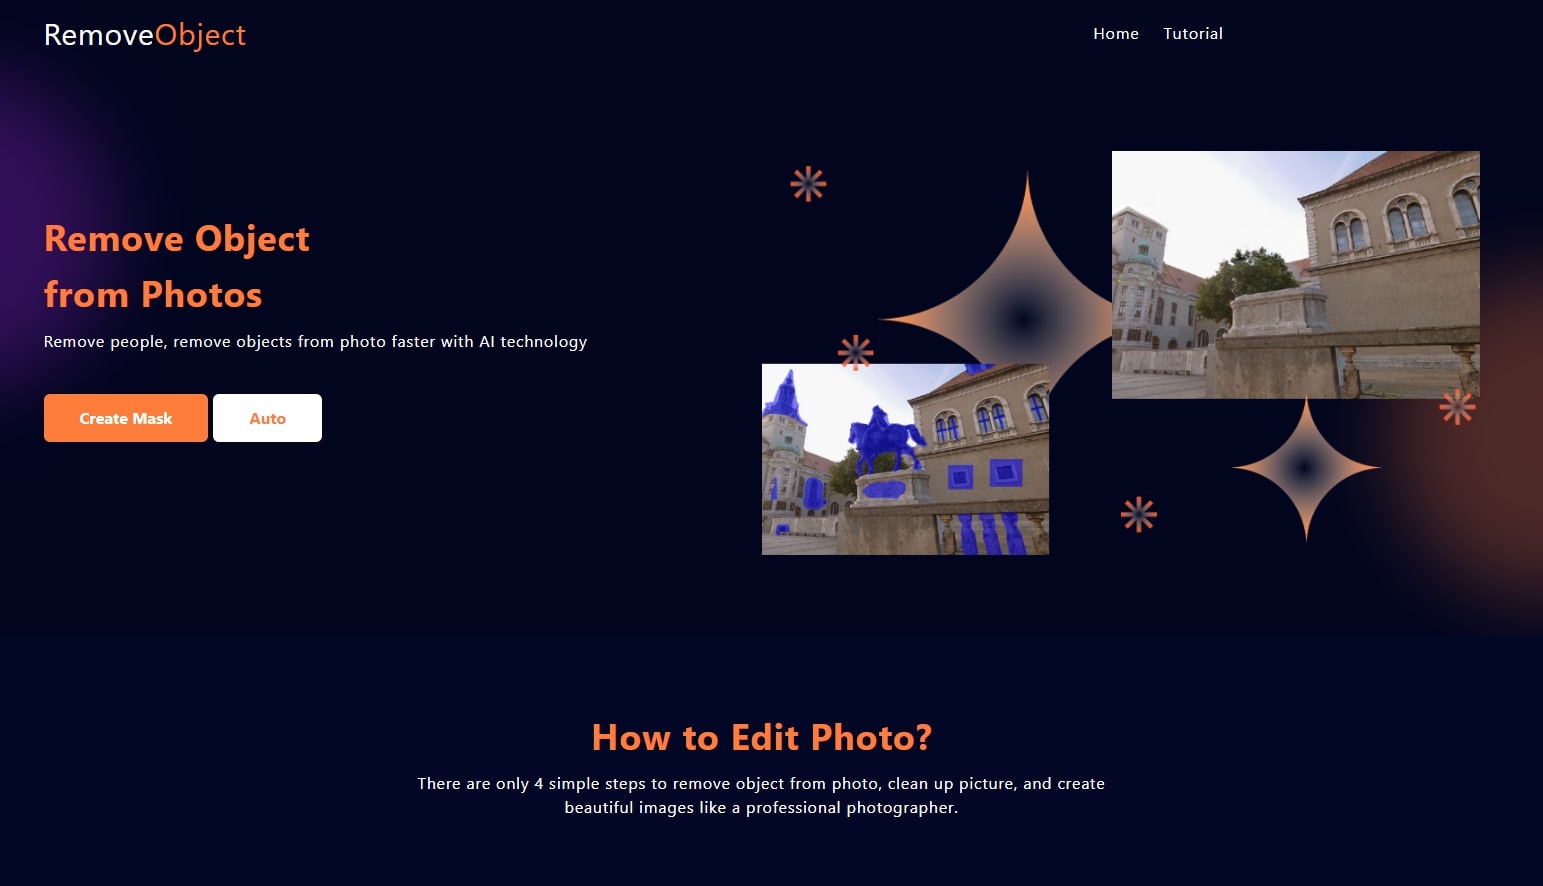 RemoveObject
Home
Tutorial
Remove Object
from Photos
Remove people, remove objects from photo faster with AI technology
Create Mask
Auto
How to Edit Photo?
There are only 4 simple steps to remove object from photo, clean up picture, and create
beautiful images like a professional photographer.